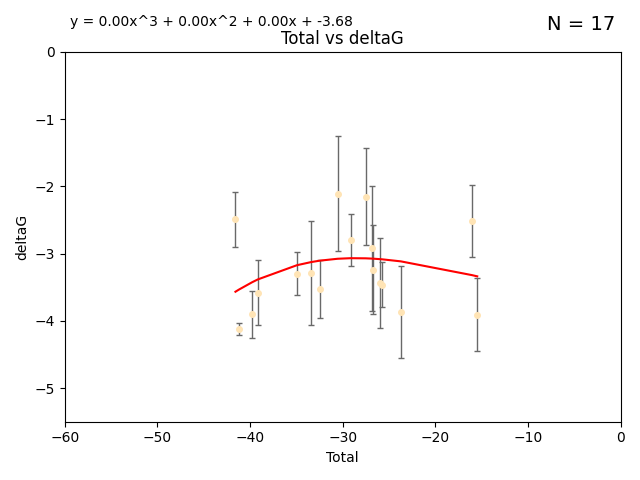 y = 0.00x^3 + 0.00x^2 + 0.00x + -3.68
N = 17
Total vs deltaG
0
−1
−2
−3
−4
−5
deltaG
−60 −50 −40 −30 −20 −10 0
Total